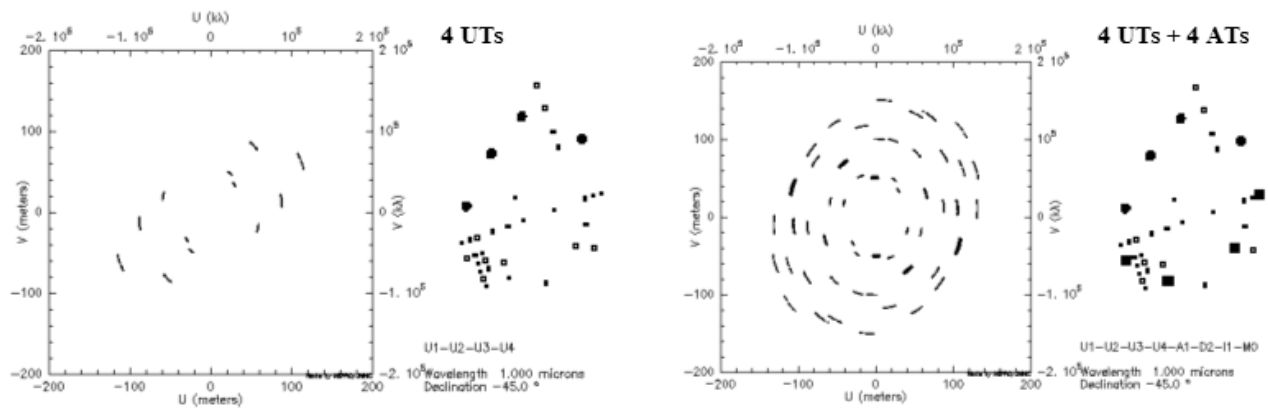 U (kλ)
−2. 10⁵ −1. 10⁵ 0 10⁵ 2 10⁵
4 UTs
200
100
0
−100
−200
V (meters)
2 10⁵
10⁵
0
−1. 10⁵
−2. 10⁵
V (kλ)
−200 −100 0 100 200
U (meters)
U1−U2−U3−U4
Wavelength 1.000 microns
Declination −45.0 °
U (kλ)
−2. 10⁵ −1. 10⁵ 0 10⁵ 2 10⁵
4 UTs + 4 ATs
200
100
0
−100
−200
V (meters)
2 10⁵
10⁵
0
−1. 10⁵
−2. 10⁵
V (kλ)
−200 −100 0 100 200
U (meters)
U1−U2−U3−U4−A1−D2−I1−M0
Wavelength 1.000 microns
Declination −45.0 °